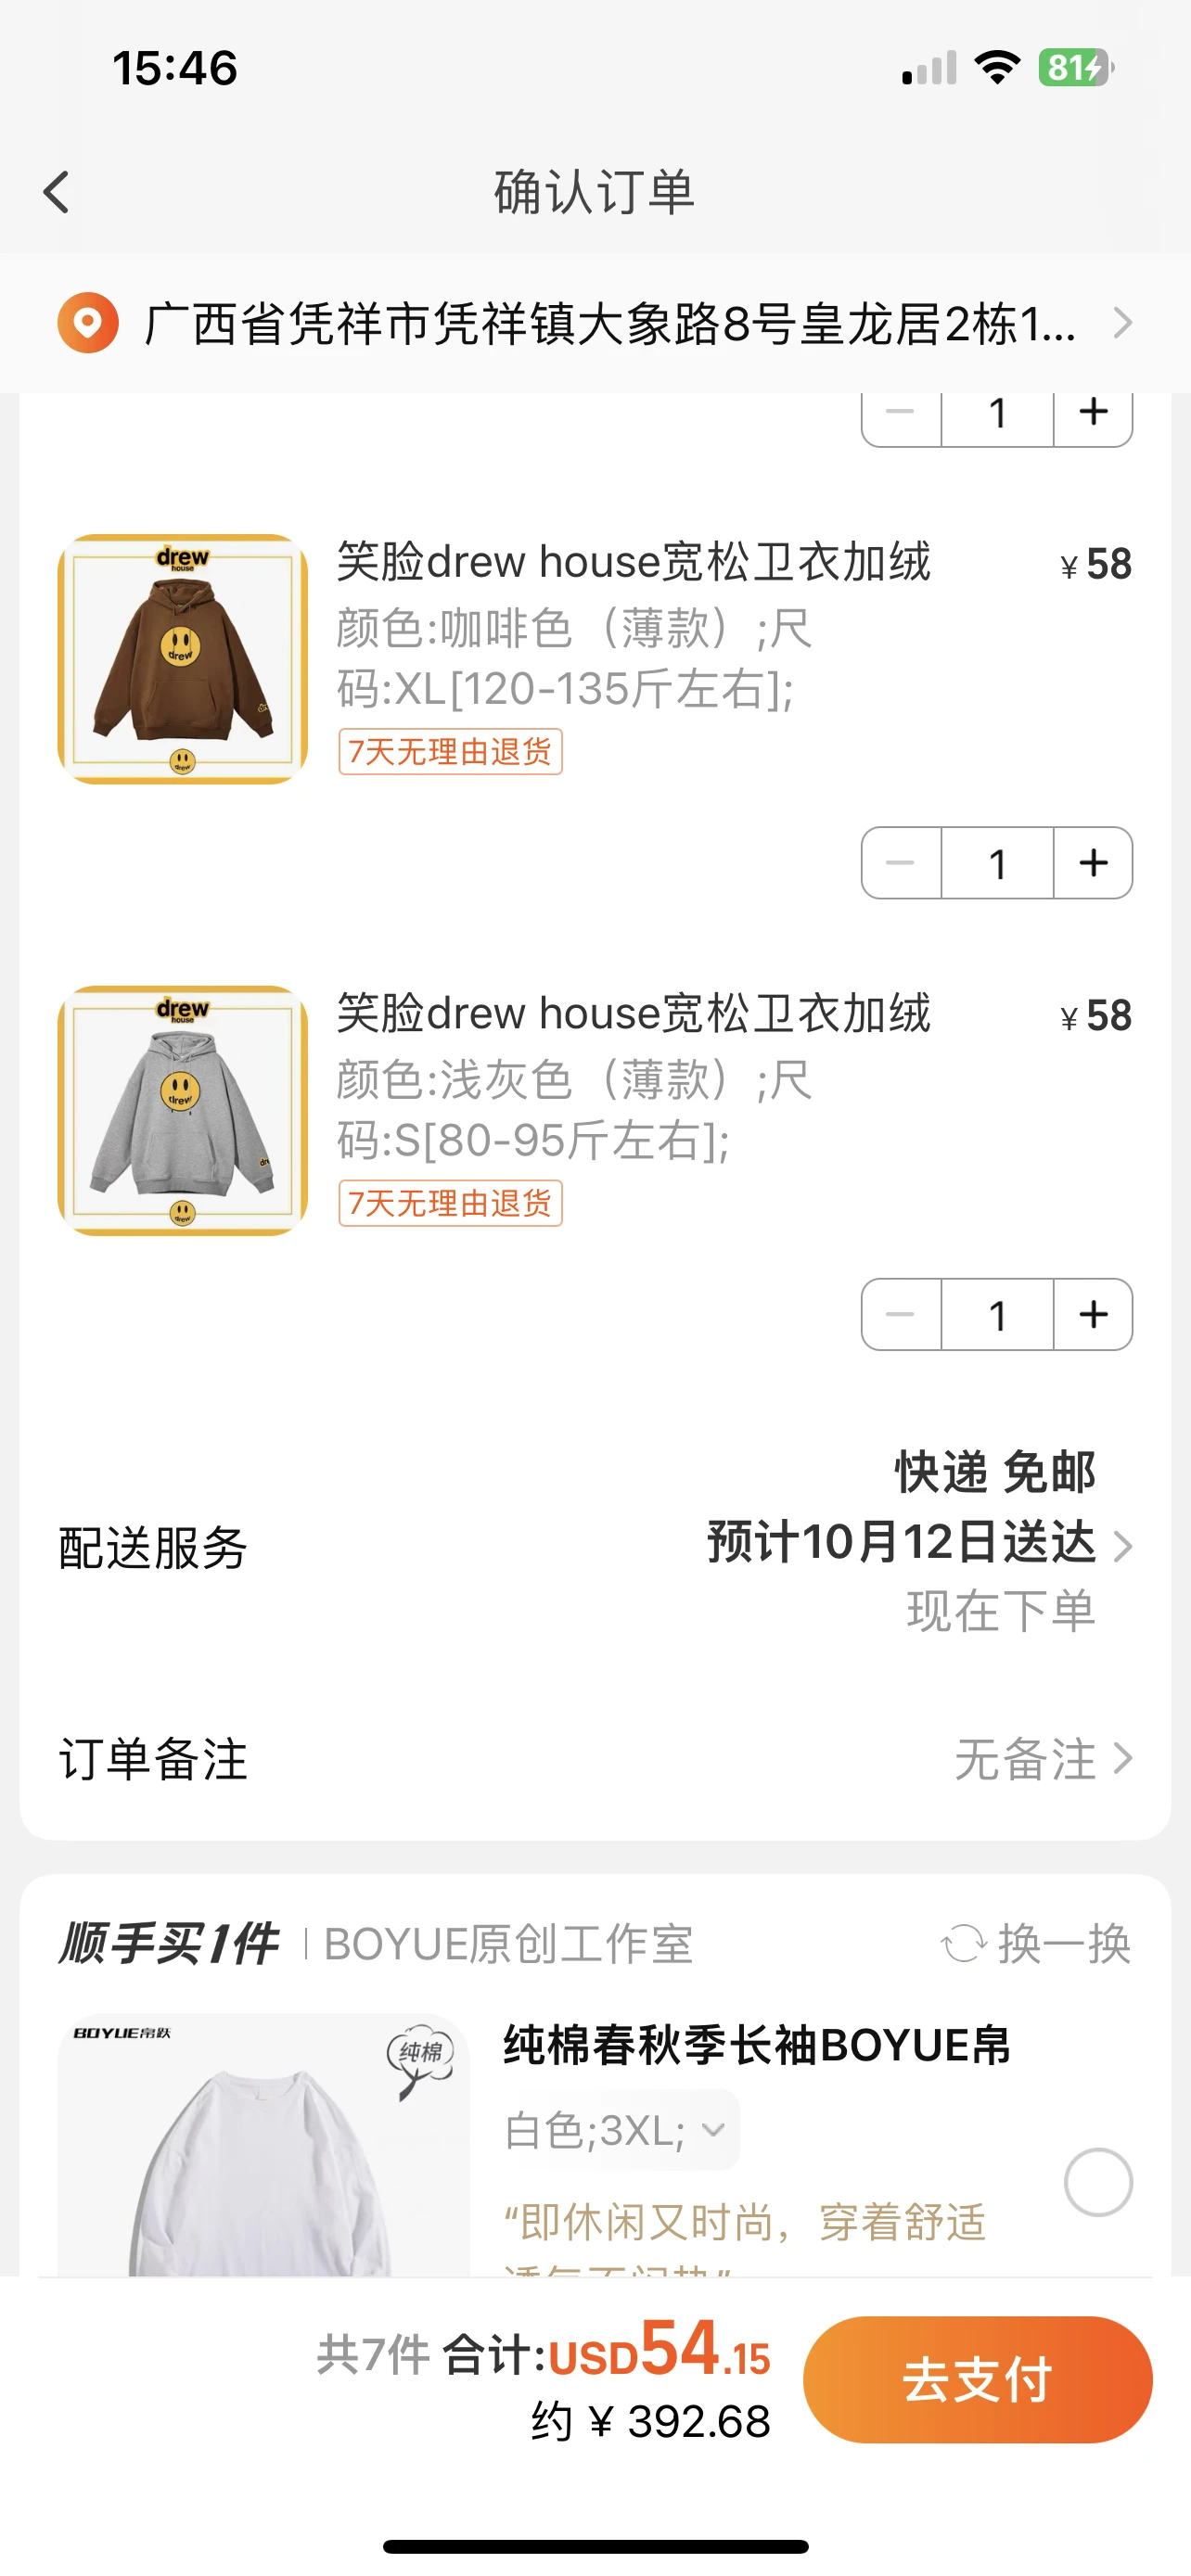 15:46
81
确认订单
广西省凭祥市凭祥镇大象路8号皇龙居2栋1...
1
drew
house
drew
drew
笑脸drew house宽松卫衣加绒
¥ 58
颜色:咖啡色（薄款）;尺
码:XL[120-135斤左右];
7天无理由退货
1
drew
house
drew
drew
笑脸drew house宽松卫衣加绒
¥ 58
颜色:浅灰色（薄款）;尺
码:S[80-95斤左右];
7天无理由退货
1
快递 免邮
配送服务
预计10月12日送达
现在下单
订单备注
无备注
顺手买1件
BOYUE原创工作室
换一换
BOYUE帛跃
纯棉
纯棉春秋季长袖BOYUE帛
白色;3XL;
“即休闲又时尚，穿着舒适
共7件 合计:USD54.15
约 ¥ 392.68
去支付